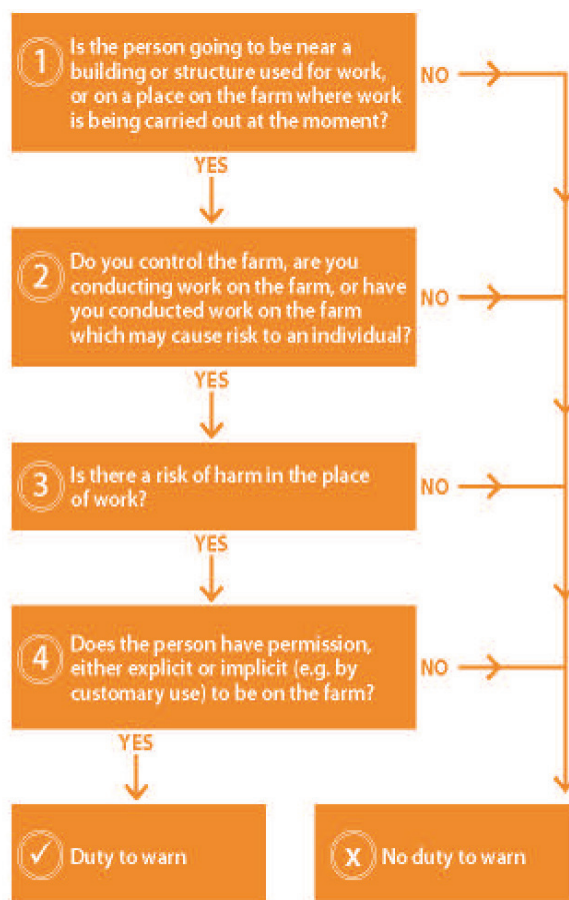 1
Is the person going to be near a
building or structure used for work,
or on a place on the farm where work
is being carried out at the moment?
NO
YES
2
Do you control the farm, are you
conducting work on the farm, or have
you conducted work on the farm
which may cause risk to an individual?
NO
YES
3
Is there a risk of harm in the place
of work?
NO
YES
4
Does the person have permission,
either explicit or implicit (e.g. by
customary use) to be on the farm?
NO
YES
✓ Duty to warn
X No duty to warn